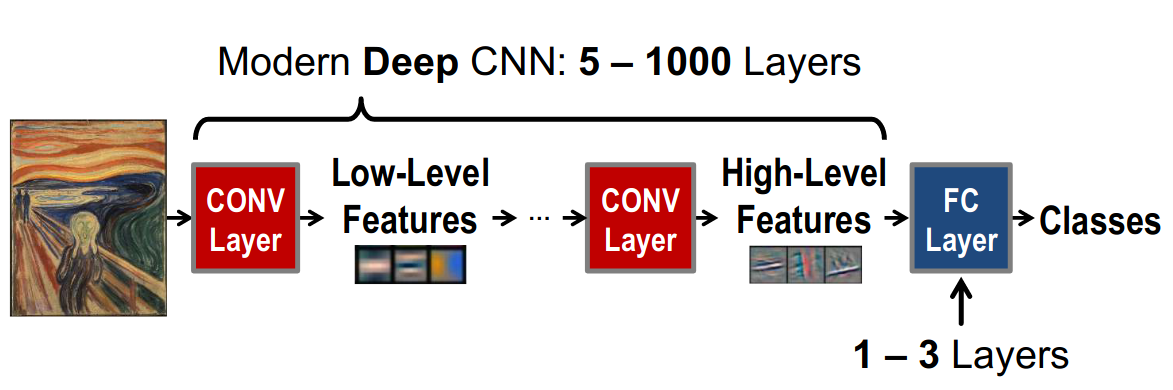 Modern Deep CNN: 5 – 1000 Layers
CONV
Layer
Low-Level
Features
...
CONV
Layer
High-Level
Features
FC
Layer
Classes
1 – 3 Layers